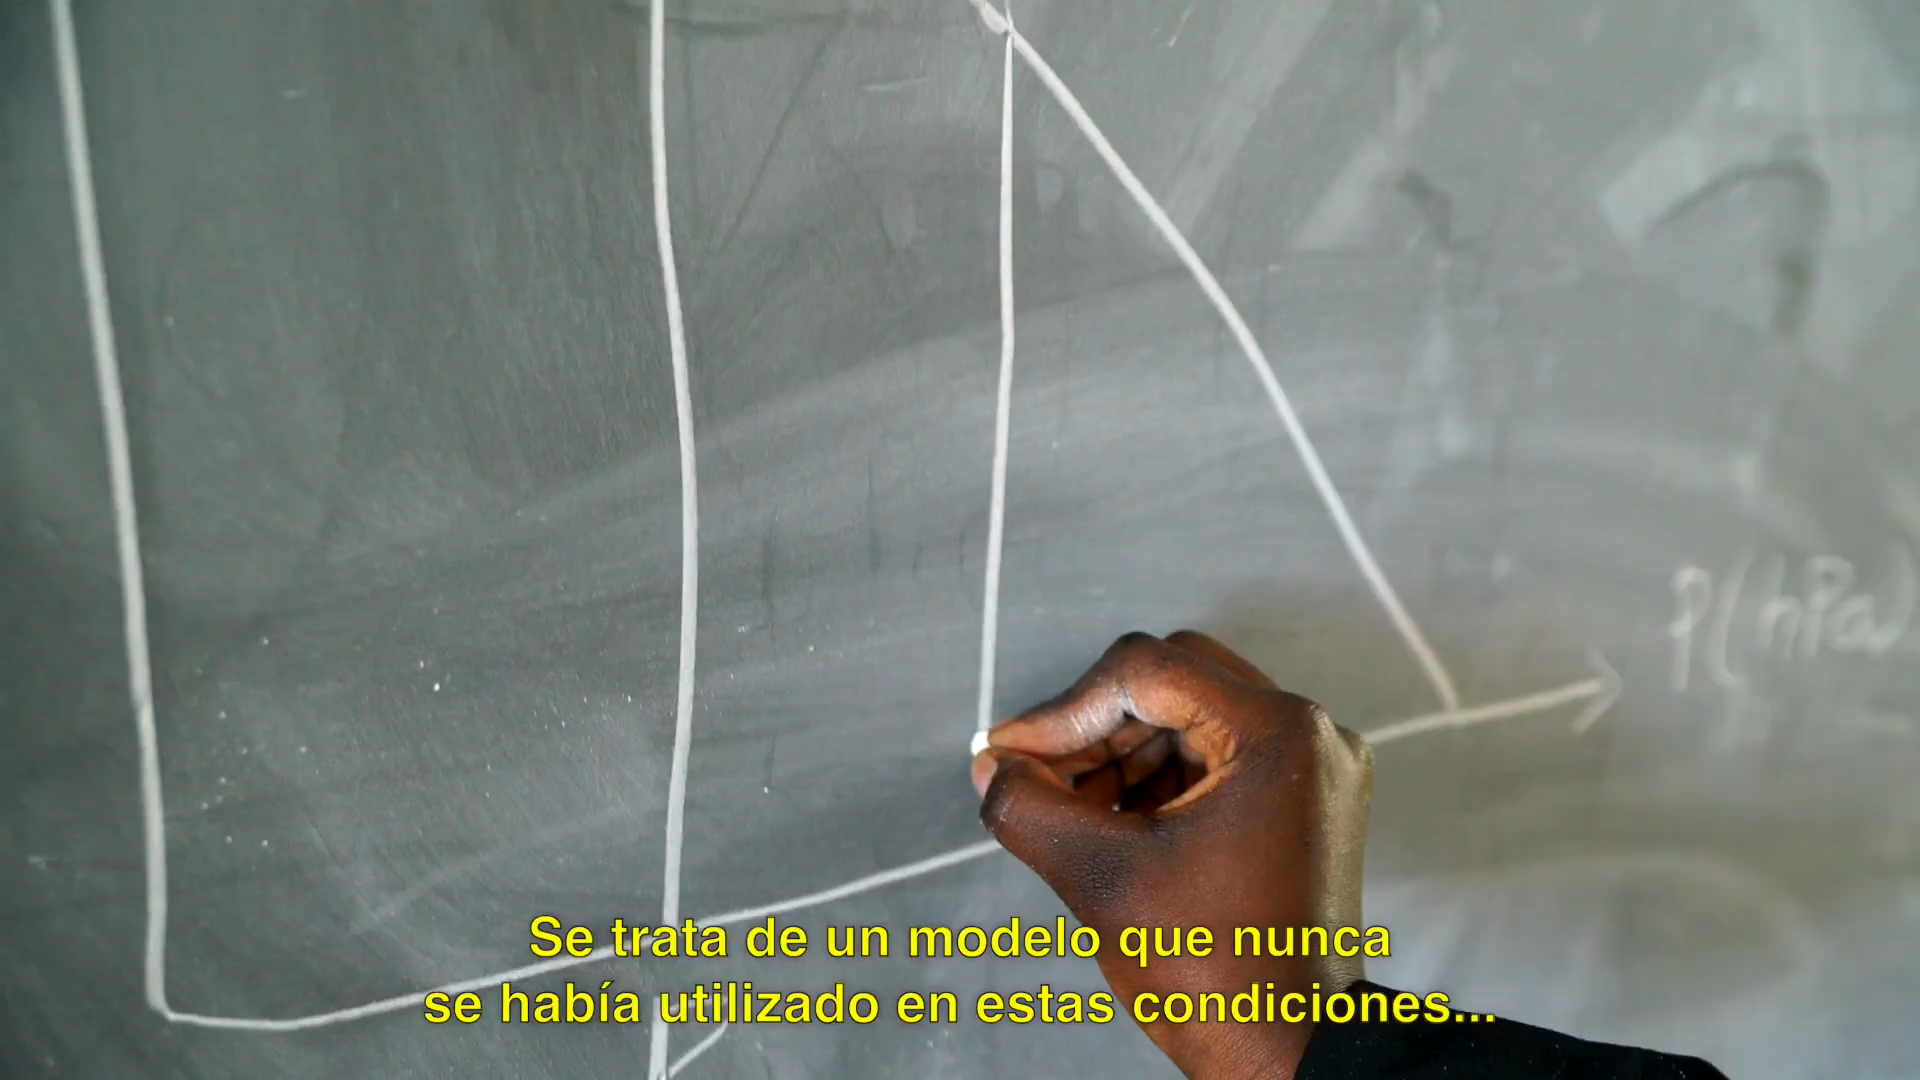 P(hPa)
Se trata de un modelo que nunca
se había utilizado en estas condiciones...